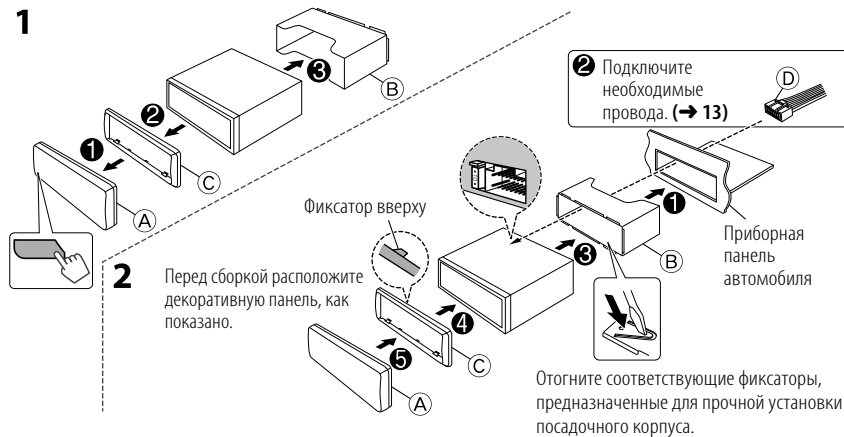 1
❸
Ⓑ
❷
❶
Ⓒ
Ⓐ
2
Перед сборкой расположите
декоративную панель, как
показано.
Фиксатор вверху
❷ Подключите
необходимые
провода. (➜ 13)
Ⓓ
❶
Ⓑ
Приборная
панель
автомобиля
❸
❹
Ⓒ
❺
Ⓐ
Отогните соответствующие фиксаторы,
предназначенные для прочной установки
посадочного корпуса.